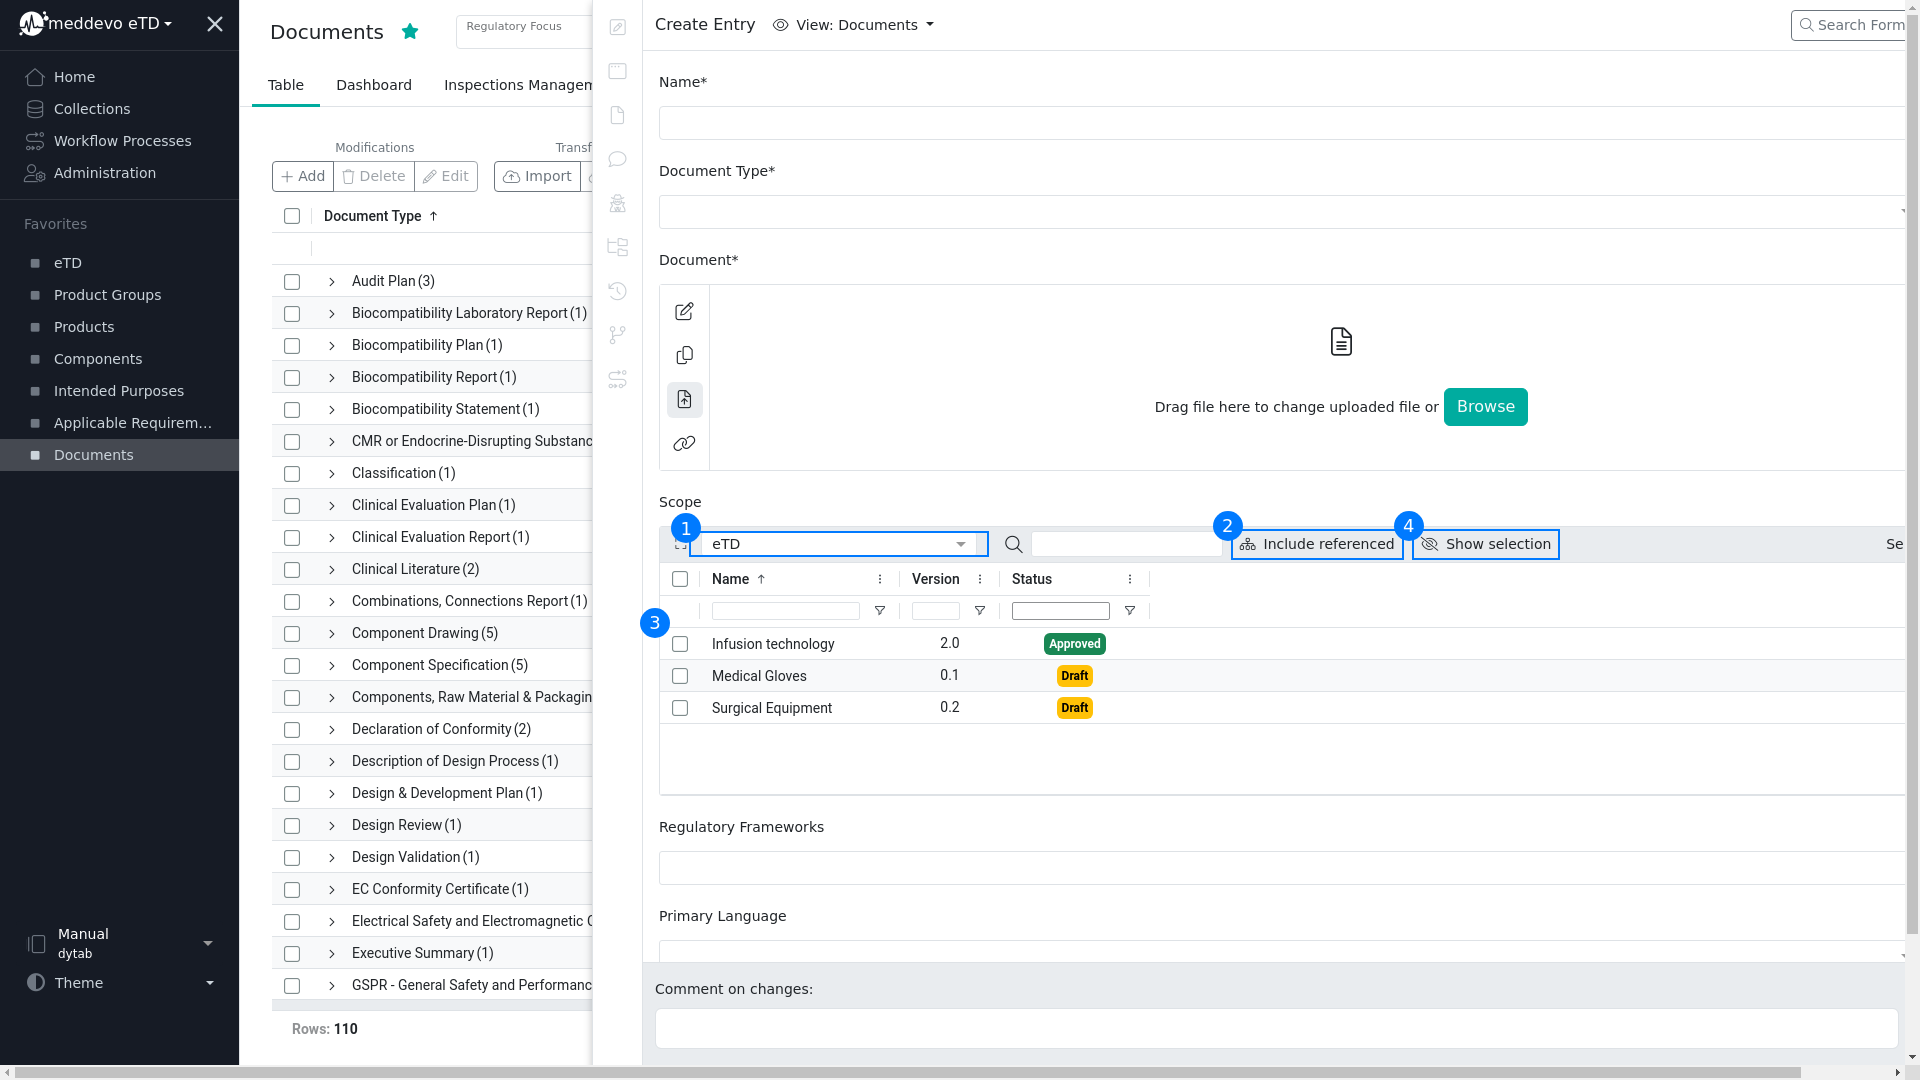 meddevo eTD
Home
Collections
Workflow Processes
Administration
Favorites
eTD
Product Groups
Products
Components
Intended Purposes
Applicable Requirem...
Documents
Manual
dytab
Theme
Documents
Regulatory Focus
Table Dashboard Inspections Managem
Modifications Transf
Add Delete Edit Import
Document Type ↑
Audit Plan (3)
Biocompatibility Laboratory Report (1)
Biocompatibility Plan (1)
Biocompatibility Report (1)
Biocompatibility Statement (1)
CMR or Endocrine-Disrupting Substanc
Classification (1)
Clinical Evaluation Plan (1)
Clinical Evaluation Report (1)
Clinical Literature (2)
Combinations, Connections Report (1)
Component Drawing (5)
Component Specification (5)
Components, Raw Material & Packagin
Declaration of Conformity (2)
Description of Design Process (1)
Design & Development Plan (1)
Design Review (1)
Design Validation (1)
EC Conformity Certificate (1)
Electrical Safety and Electromagnetic C
Executive Summary (1)
GSPR - General Safety and Performanc
Rows: 110
Create Entry View: Documents Search Form
Name*
Document Type*
Document*
Drag file here to change uploaded file or Browse
Scope
1 2 4
eTD Include referenced Show selection Se
Name ↑ Version Status
3
Infusion technology 2.0 Approved
Medical Gloves 0.1 Draft
Surgical Equipment 0.2 Draft
Regulatory Frameworks
Primary Language
Comment on changes: